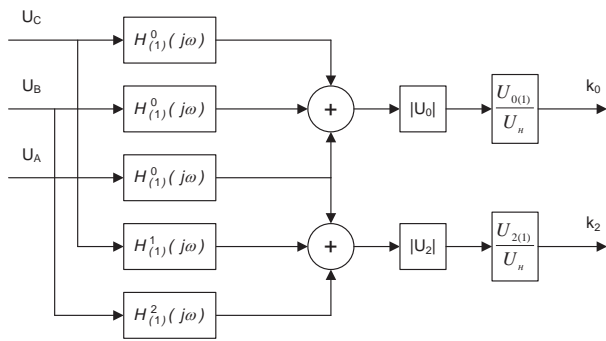 U_C
H^0_(1)(jω)
U_B
H^0_(1)(jω)
+
|U_0|
U_0(1)
U_н
k_0
U_A
H^0_(1)(jω)
H^1_(1)(jω)
+
|U_2|
U_2(1)
U_н
k_2
H^2_(1)(jω)